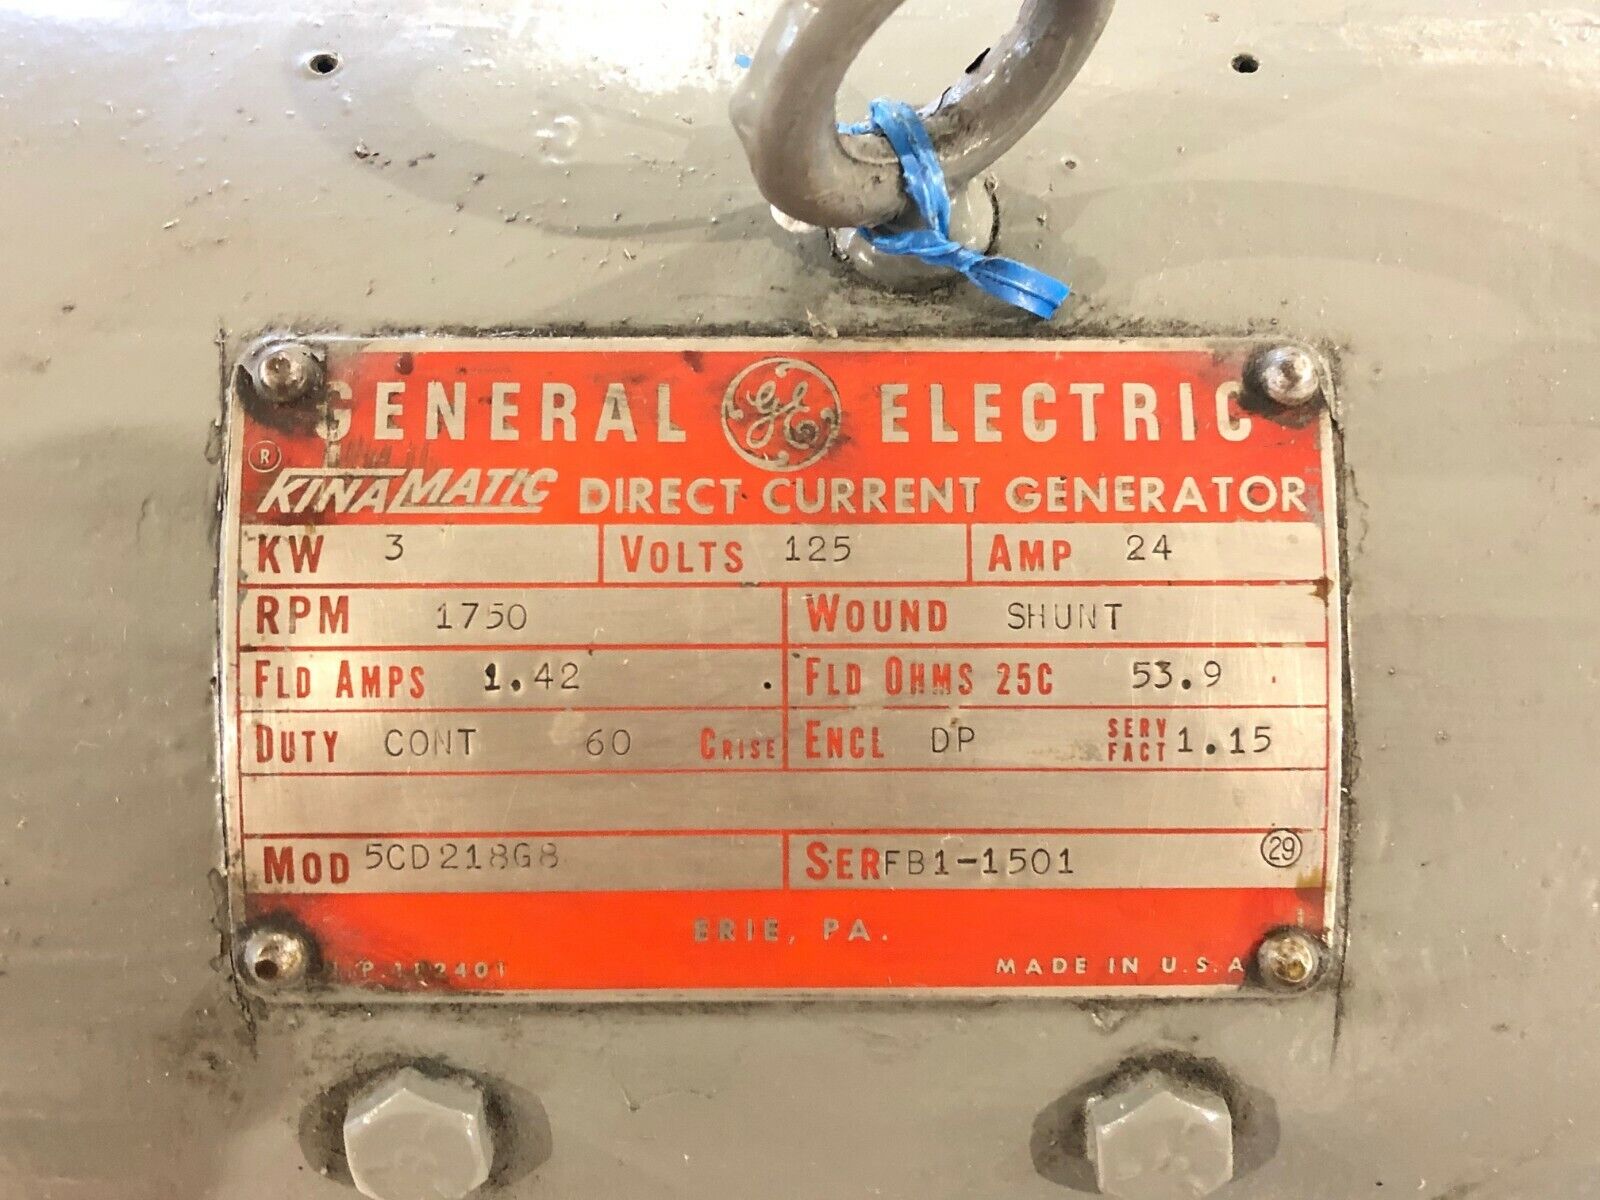 GENERAL GE ELECTRIC
® KINAMATIC DIRECT CURRENT GENERATOR
KW 3 VOLTS 125 AMP 24
RPM 1750 WOUND SHUNT
FLD AMPS 1.42 FLD OHMS 25C 53.9
DUTY CONT 60 C RISE ENCL DP SERV FACT 1.15
MOD 5CD218G8 SER FB1-1501 29
ERIE, PA.
MADE IN U.S.A